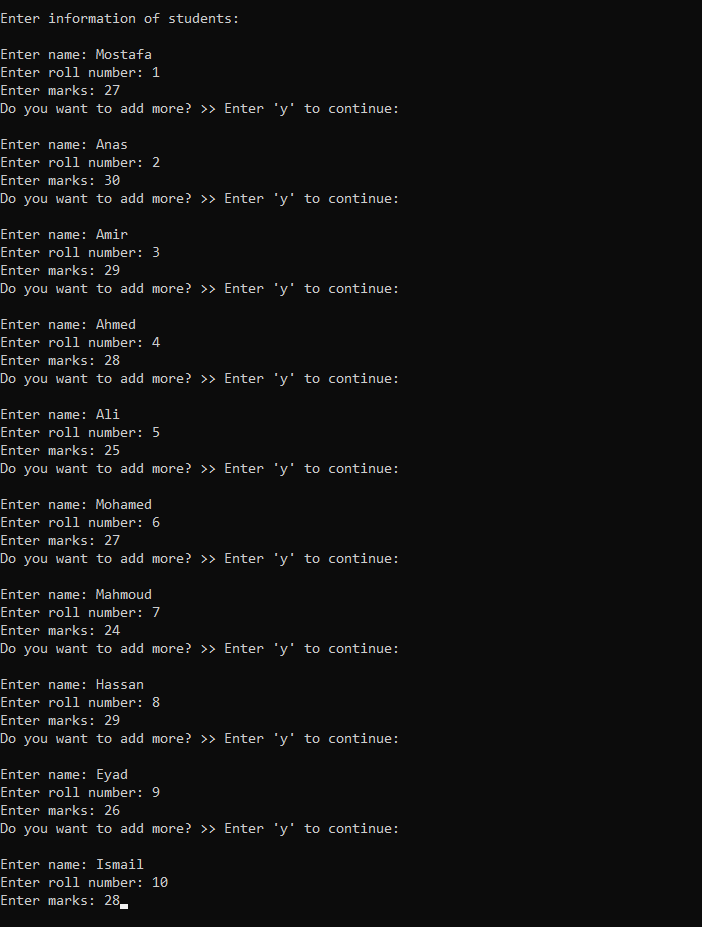 Enter information of students:
Enter name: Mostafa
Enter roll number: 1
Enter marks: 27
Do you want to add more? >> Enter 'y' to continue:
Enter name: Anas
Enter roll number: 2
Enter marks: 30
Do you want to add more? >> Enter 'y' to continue:
Enter name: Amir
Enter roll number: 3
Enter marks: 29
Do you want to add more? >> Enter 'y' to continue:
Enter name: Ahmed
Enter roll number: 4
Enter marks: 28
Do you want to add more? >> Enter 'y' to continue:
Enter name: Ali
Enter roll number: 5
Enter marks: 25
Do you want to add more? >> Enter 'y' to continue:
Enter name: Mohamed
Enter roll number: 6
Enter marks: 27
Do you want to add more? >> Enter 'y' to continue:
Enter name: Mahmoud
Enter roll number: 7
Enter marks: 24
Do you want to add more? >> Enter 'y' to continue:
Enter name: Hassan
Enter roll number: 8
Enter marks: 29
Do you want to add more? >> Enter 'y' to continue:
Enter name: Eyad
Enter roll number: 9
Enter marks: 26
Do you want to add more? >> Enter 'y' to continue:
Enter name: Ismail
Enter roll number: 10
Enter marks: 28